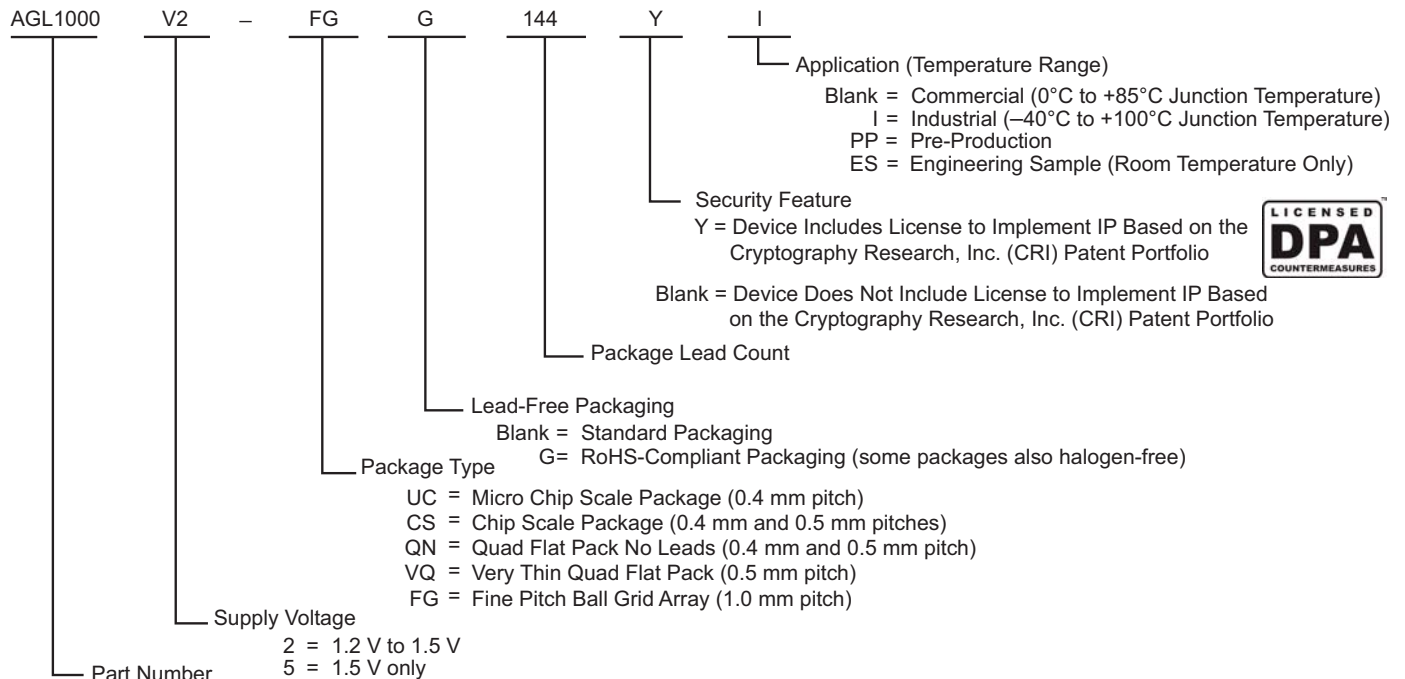 AGL1000 V2 – FG G 144 Y I
Application (Temperature Range)
Blank = Commercial (0°C to +85°C Junction Temperature)
I = Industrial (–40°C to +100°C Junction Temperature)
PP = Pre-Production
ES = Engineering Sample (Room Temperature Only)
Security Feature
Y = Device Includes License to Implement IP Based on the
Cryptography Research, Inc. (CRI) Patent Portfolio
LICENSED
DPA
COUNTERMEASURES
™
Blank = Device Does Not Include License to Implement IP Based
on the Cryptography Research, Inc. (CRI) Patent Portfolio
Package Lead Count
Lead-Free Packaging
Blank = Standard Packaging
G= RoHS-Compliant Packaging (some packages also halogen-free)
Package Type
UC = Micro Chip Scale Package (0.4 mm pitch)
CS = Chip Scale Package (0.4 mm and 0.5 mm pitches)
QN = Quad Flat Pack No Leads (0.4 mm and 0.5 mm pitch)
VQ = Very Thin Quad Flat Pack (0.5 mm pitch)
FG = Fine Pitch Ball Grid Array (1.0 mm pitch)
Supply Voltage
2 = 1.2 V to 1.5 V
5 = 1.5 V only
Part Number